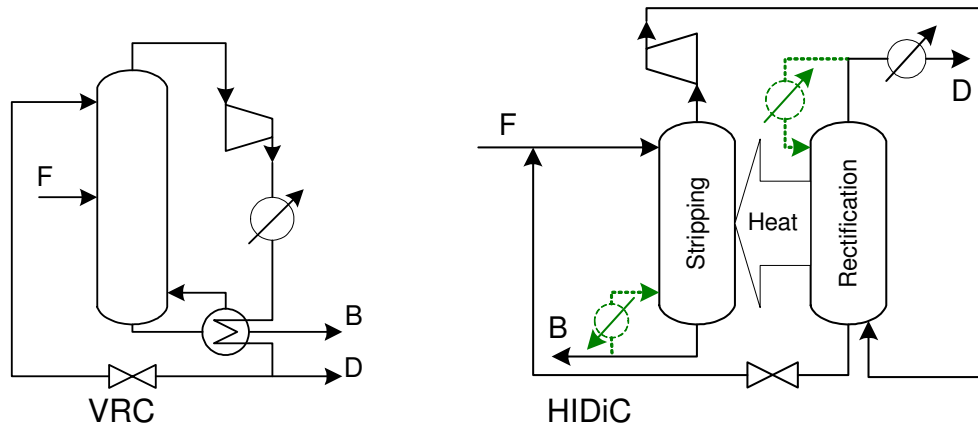 F
B
D
VRC
F
D
Stripping
Heat
Rectification
B
HIDiC